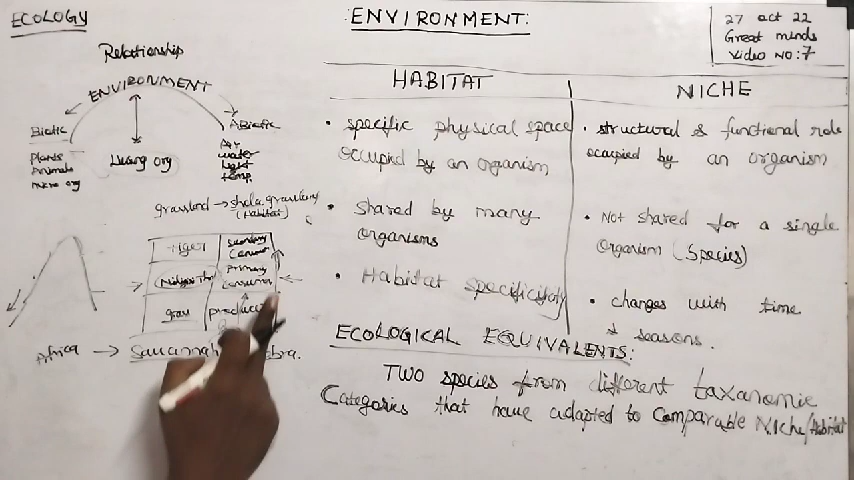 ECOLOGY
:ENVIRONMENT:
27 oct 22
Great minds
Video NO:7
Relationship
ENVIRONMENT
Biotic
Abiotic
Plants
Animals
micro org
Living org
Air
water
light
temp.
grassland → shola grassland
(Habitat)
Tiger
Secondary
Consumer
Primary
Consumer
grass
Africa → Savannah
HABITAT
• specific physical space
occupied by an organism
• Shared by many
organisms
• Habitat specificity
NICHE
• structural & functional role
occupied by an organism
• Not shared for a single
Organism (Species)
• changes with time
& seasons.
ECOLOGICAL EQUIVALENTS:
TWO species from different taxanomic
Categories that have adapted to Comparable Niche/Habitat